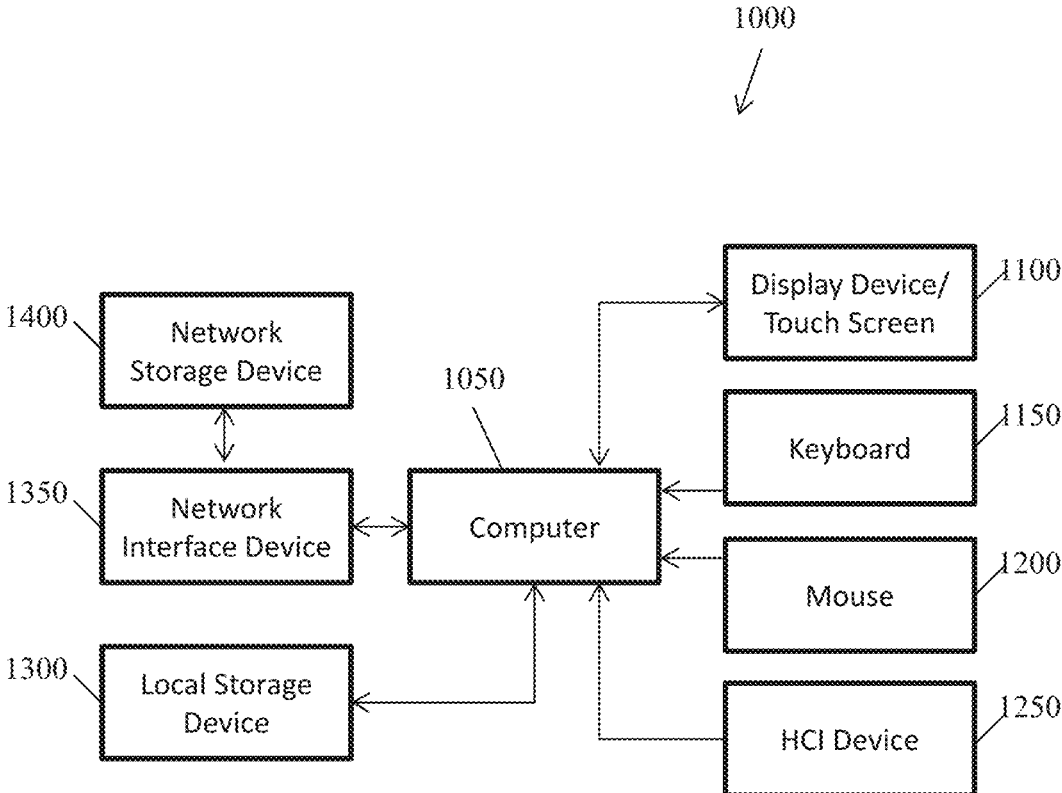 1000
1100
Display Device/
Touch Screen
1400
Network
Storage Device
1050
1150
Keyboard
1350
Network
Interface Device
Computer
1200
Mouse
1300
Local Storage
Device
1250
HCI Device